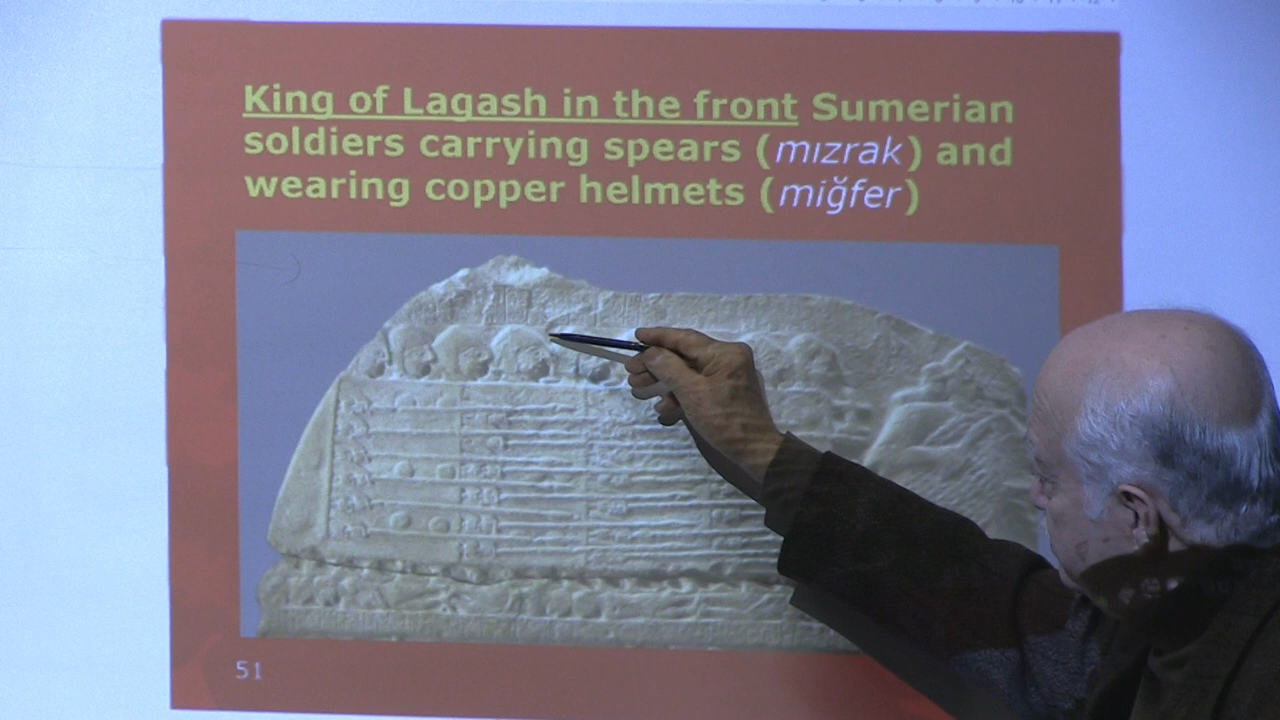 King of Lagash in the front Sumerian
soldiers carrying spears (mızrak) and
wearing copper helmets (miğfer)
51